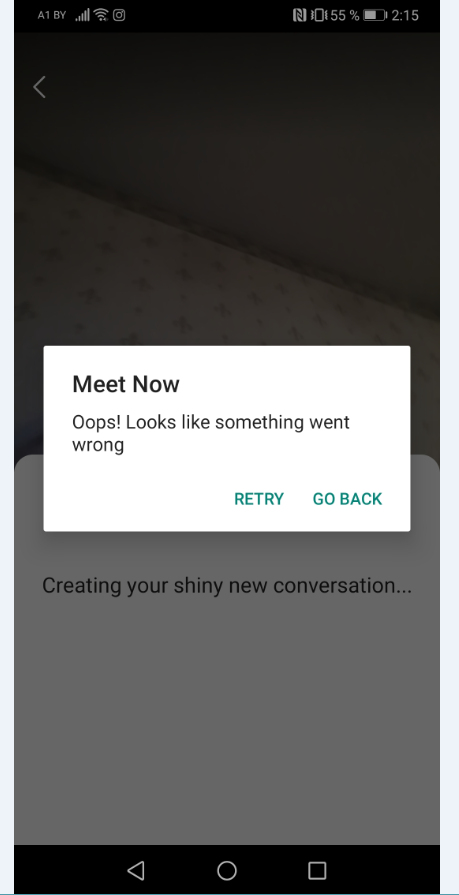 A1 BY 55 % 2:15
Meet Now
Oops! Looks like something went
wrong
RETRY GO BACK
Creating your shiny new conversation...